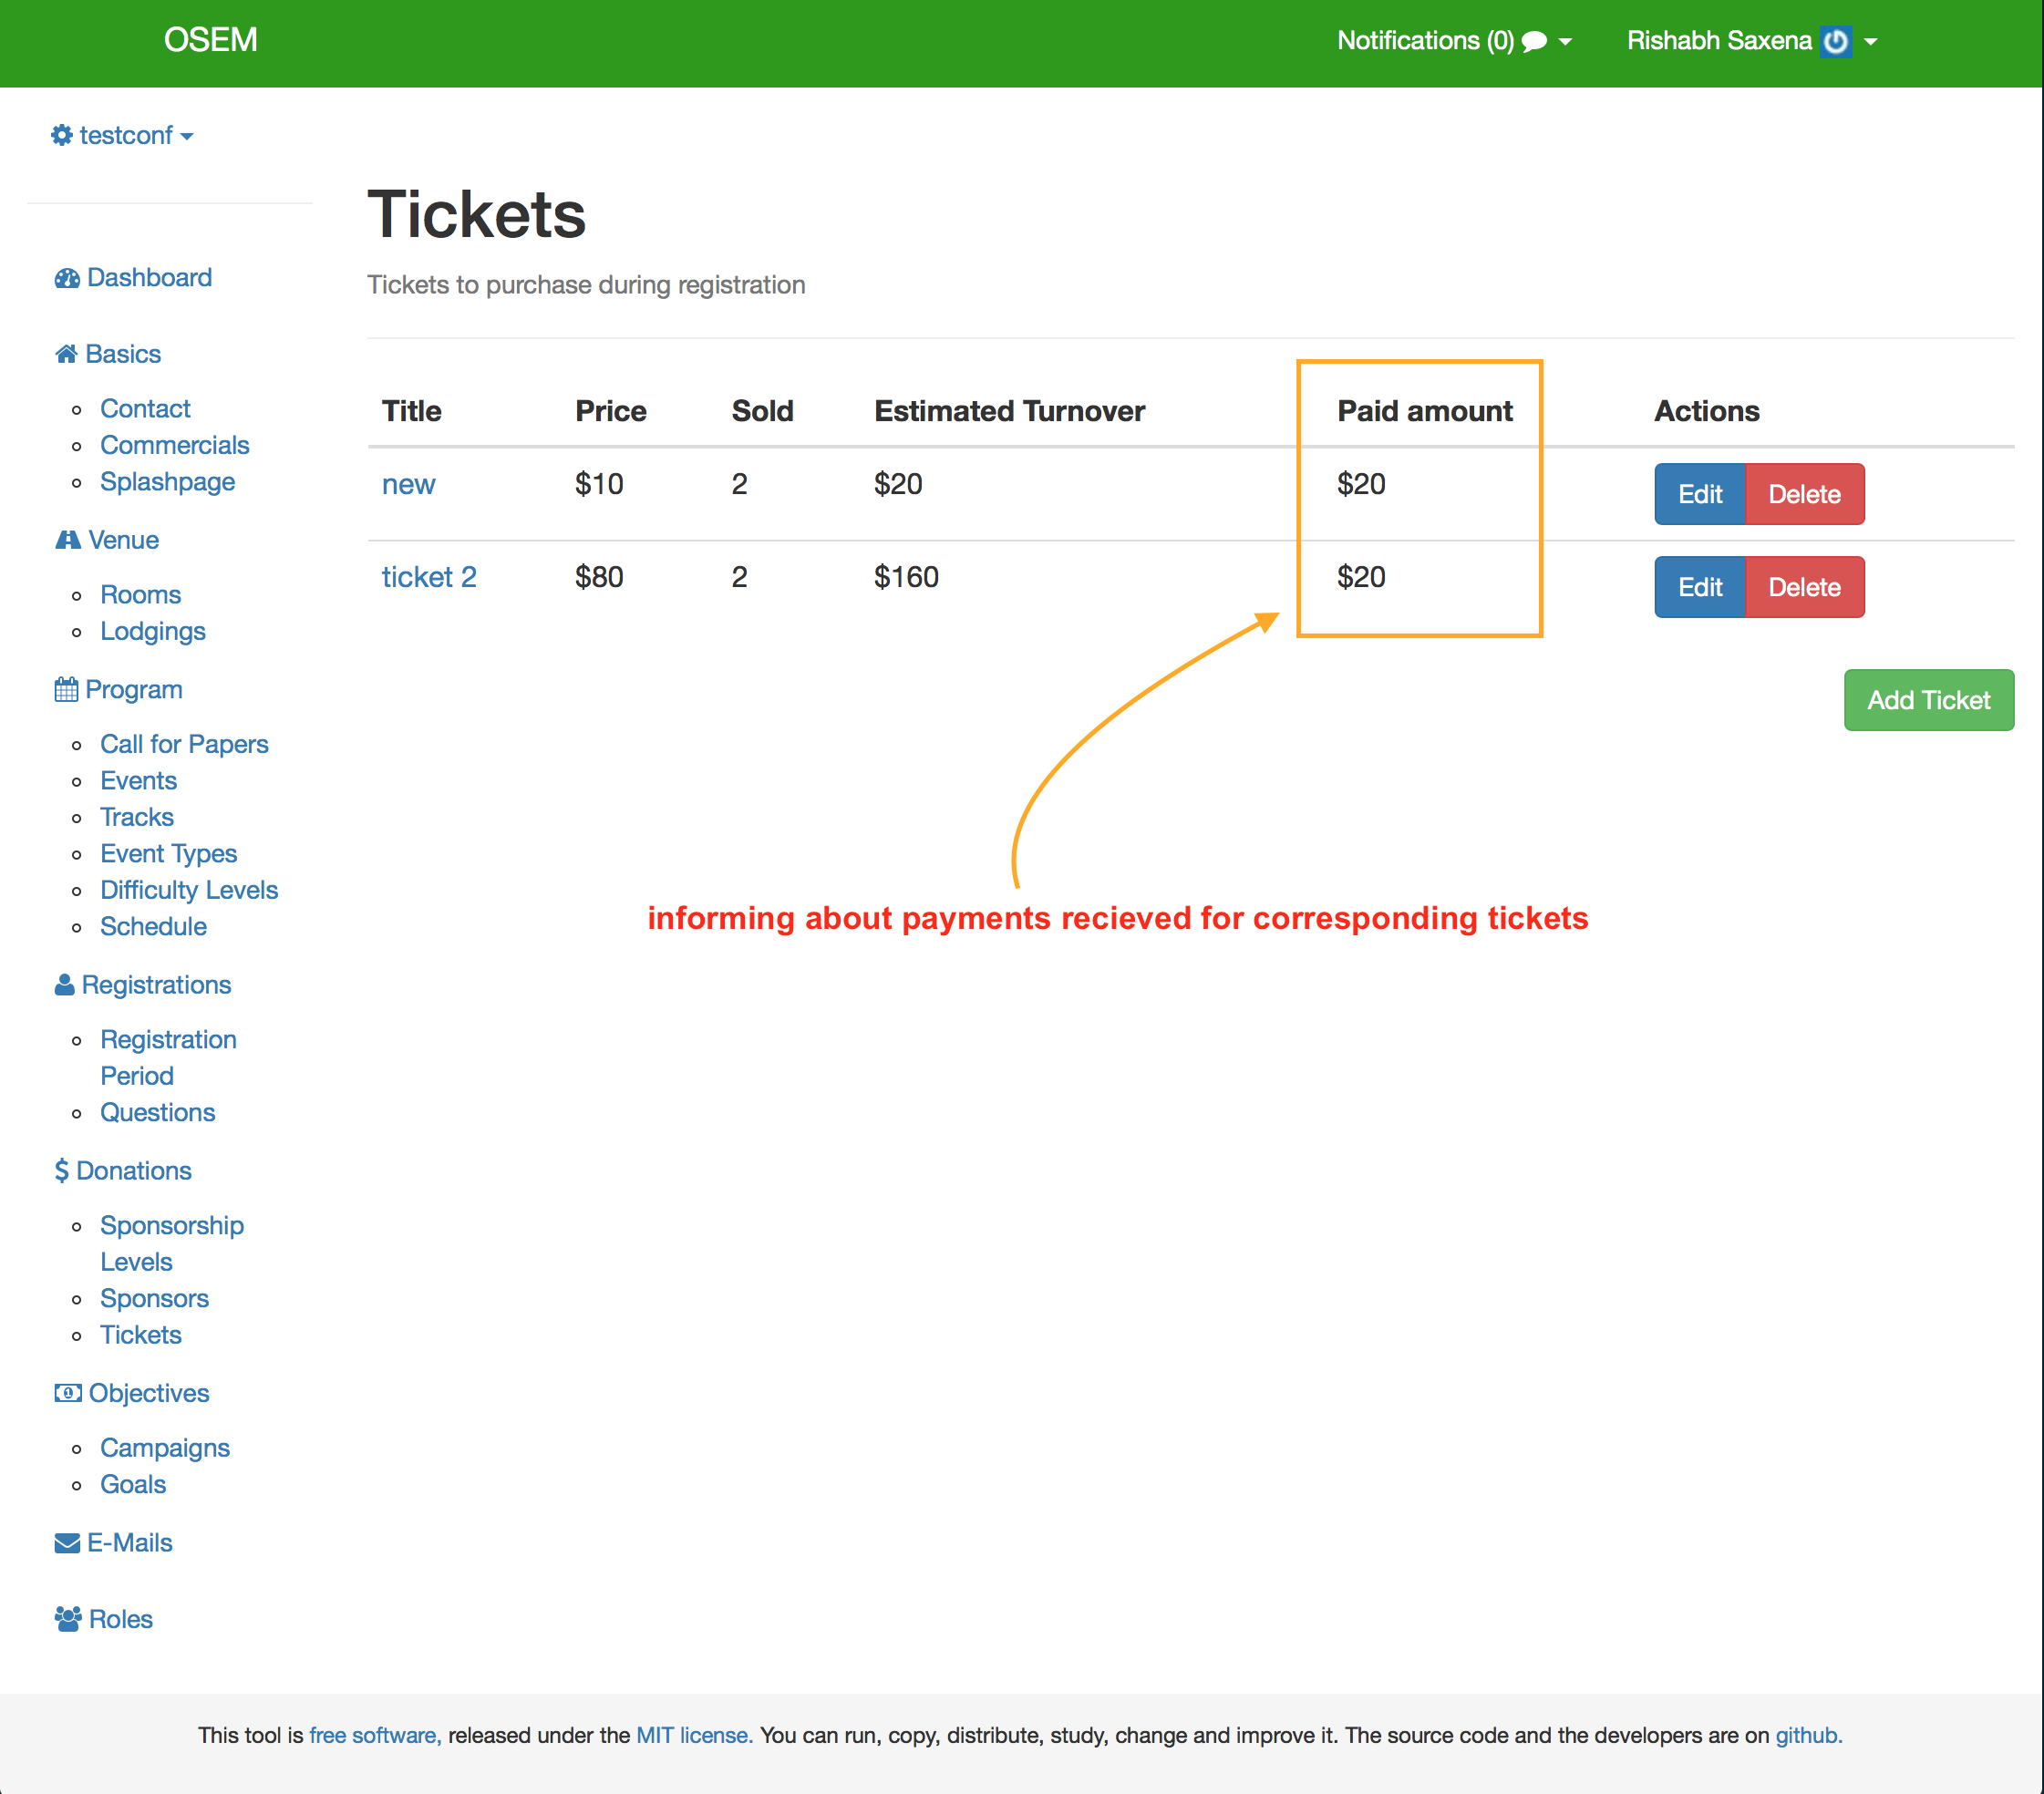 OSEM
Notifications (0)
Rishabh Saxena
testconf
Tickets
Tickets to purchase during registration
Dashboard
Basics
Contact
Commercials
Splashpage
Venue
Rooms
Lodgings
Program
Call for Papers
Events
Tracks
Event Types
Difficulty Levels
Schedule
Registrations
Registration
Period
Questions
$ Donations
Sponsorship
Levels
Sponsors
Tickets
Objectives
Campaigns
Goals
E-Mails
Roles
Title Price Sold Estimated Turnover Paid amount Actions
new $10 2 $20 $20 Edit Delete
ticket 2 $80 2 $160 $20 Edit Delete
Add Ticket
informing about payments recieved for corresponding tickets
This tool is free software, released under the MIT license. You can run, copy, distribute, study, change and improve it. The source code and the developers are on github.